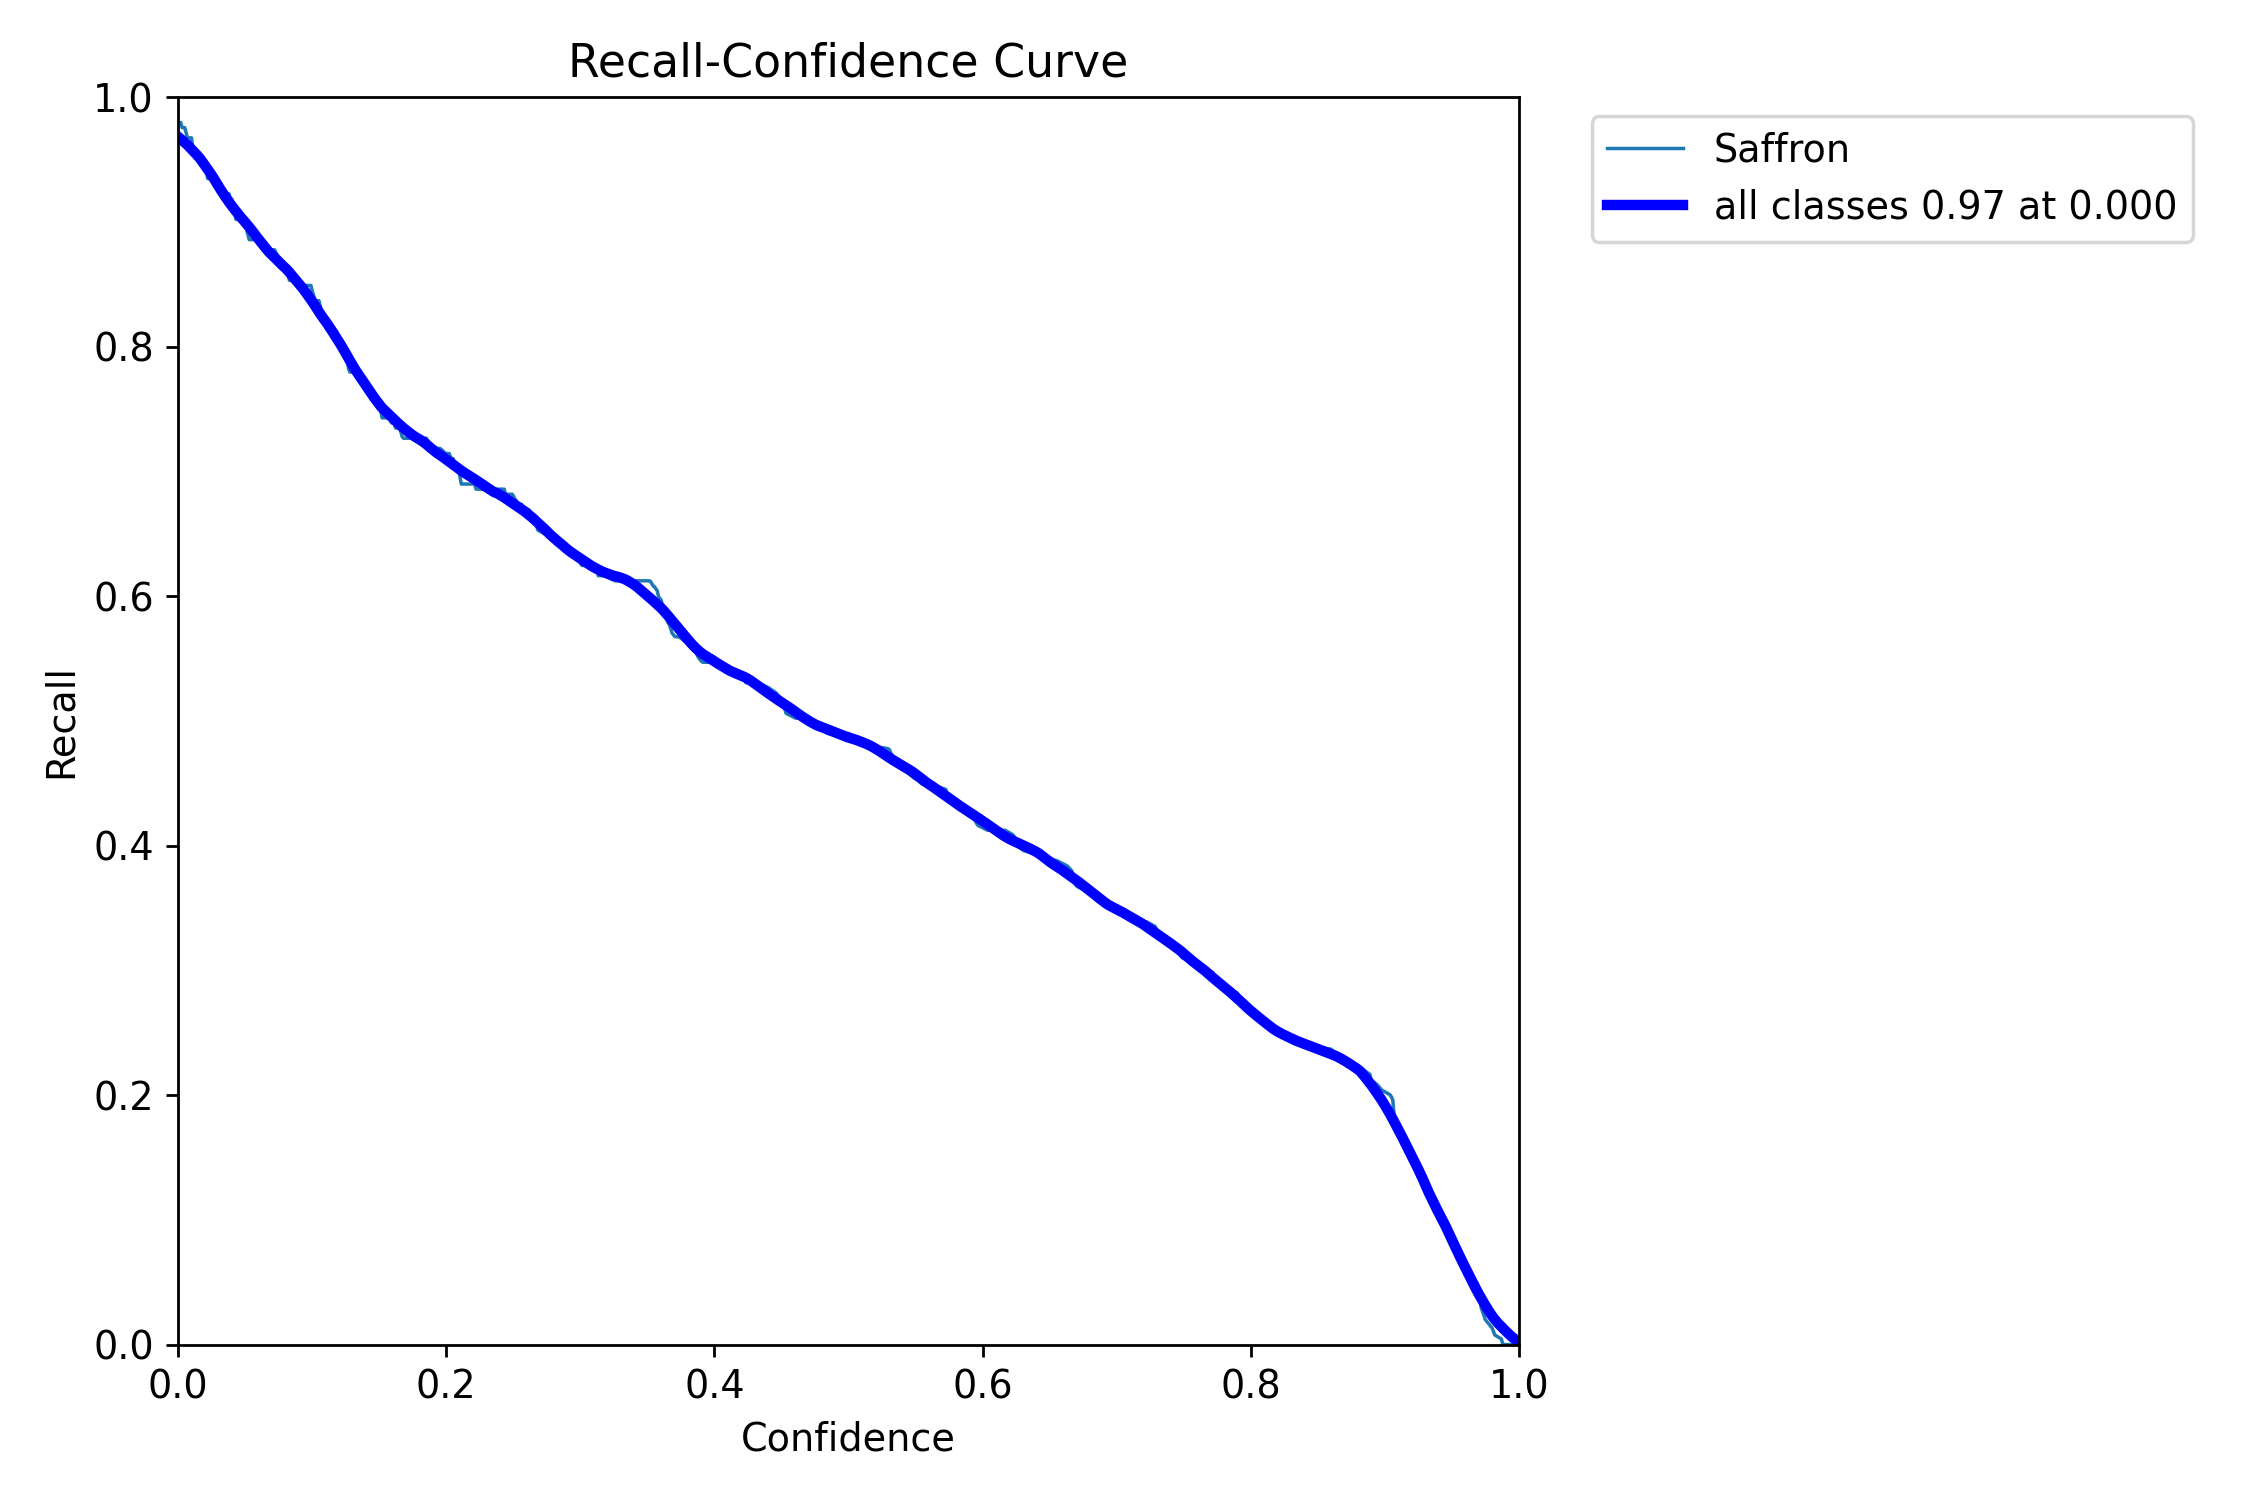 Recall-Confidence Curve
Saffron
all classes 0.97 at 0.000
1.0
0.8
0.6
0.4
0.2
0.0
Recall
0.0 0.2 0.4 0.6 0.8 1.0
Confidence